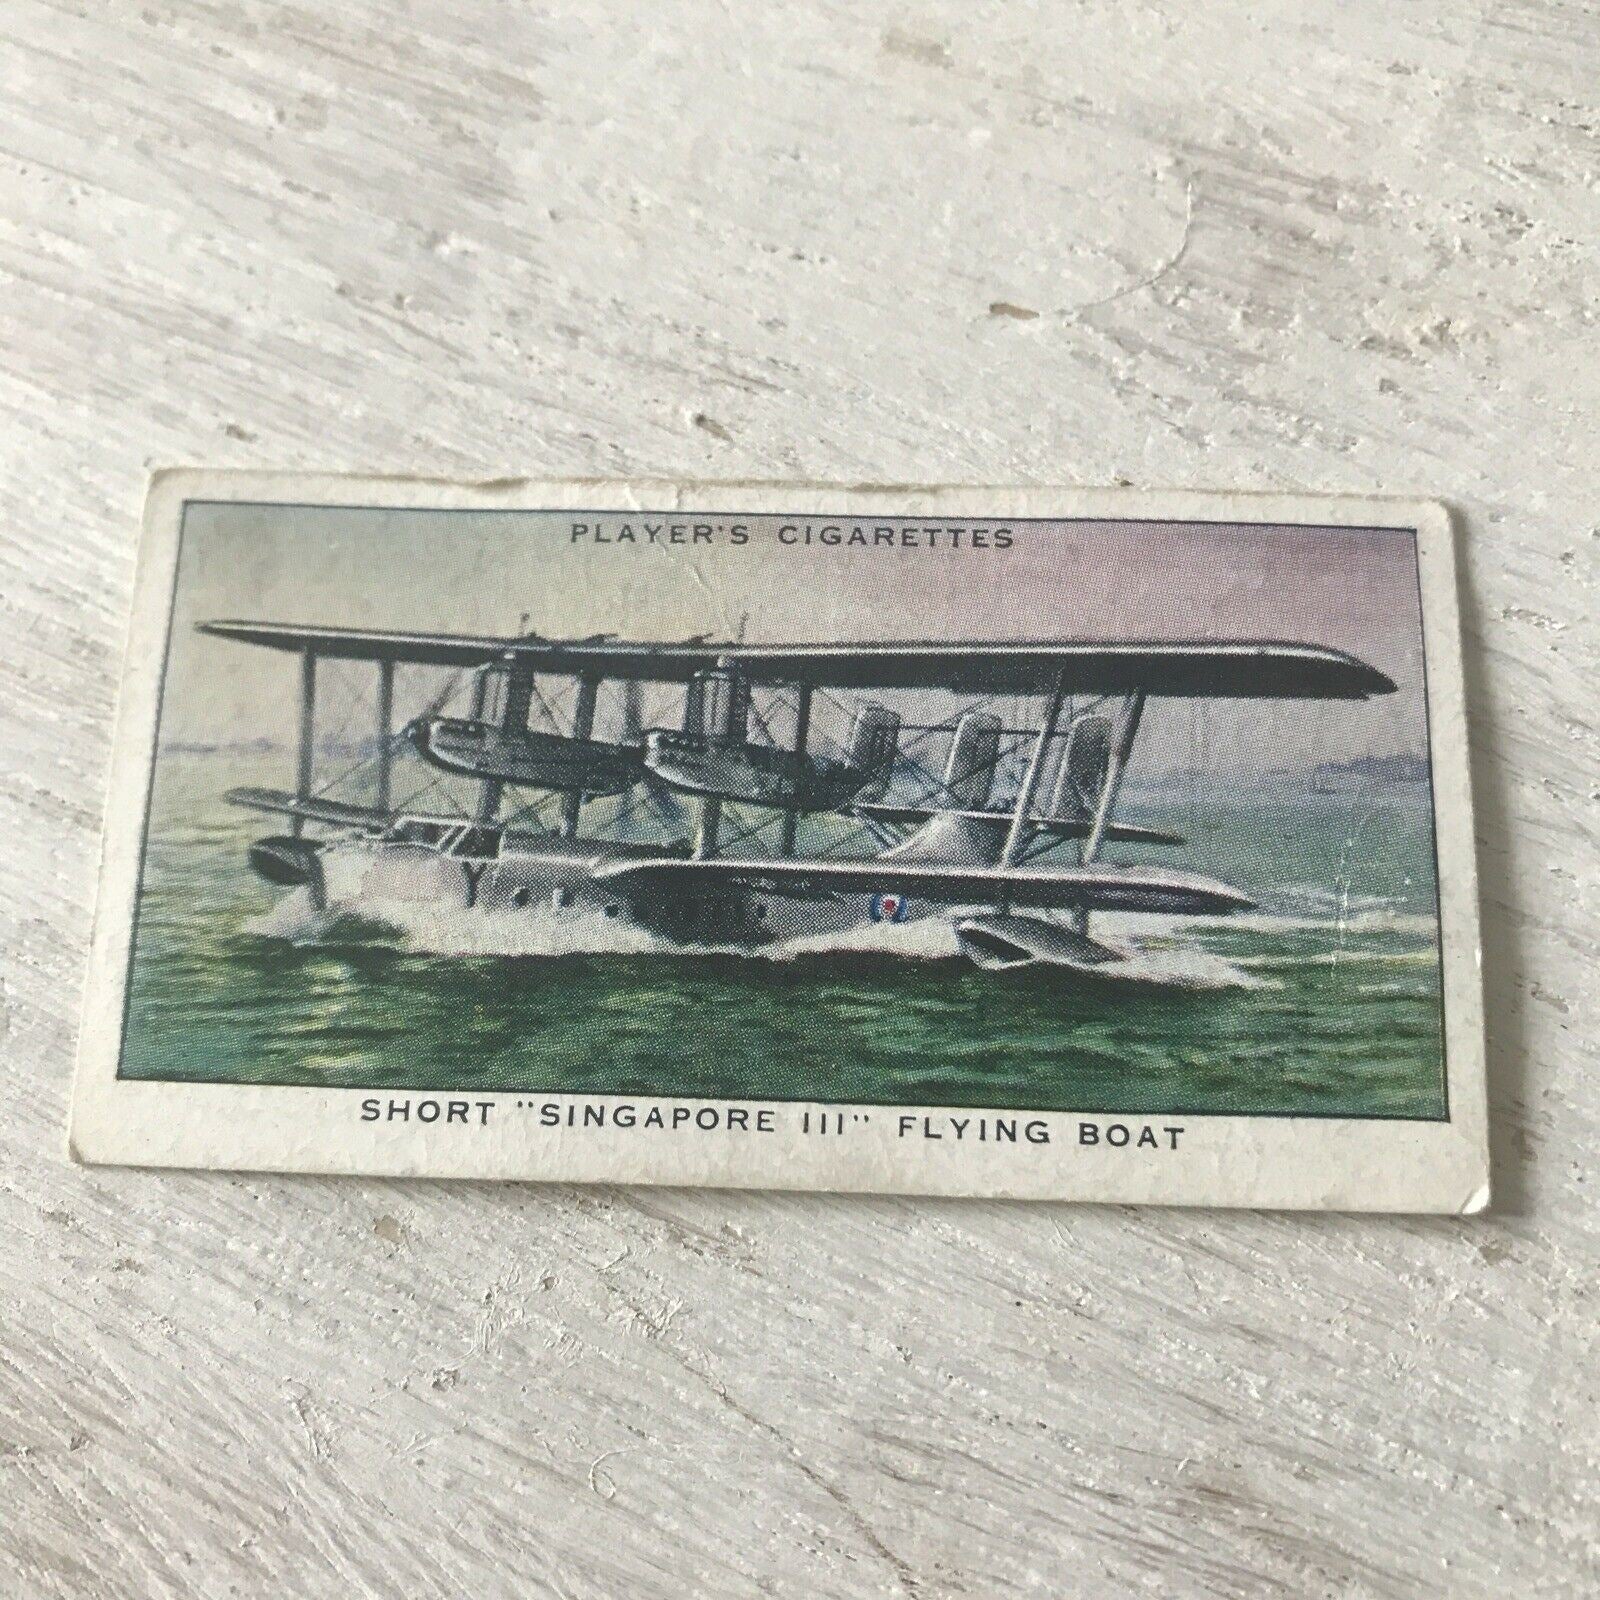 PLAYER'S CIGARETTES
Y
SHORT "SINGAPORE III" FLYING BOAT